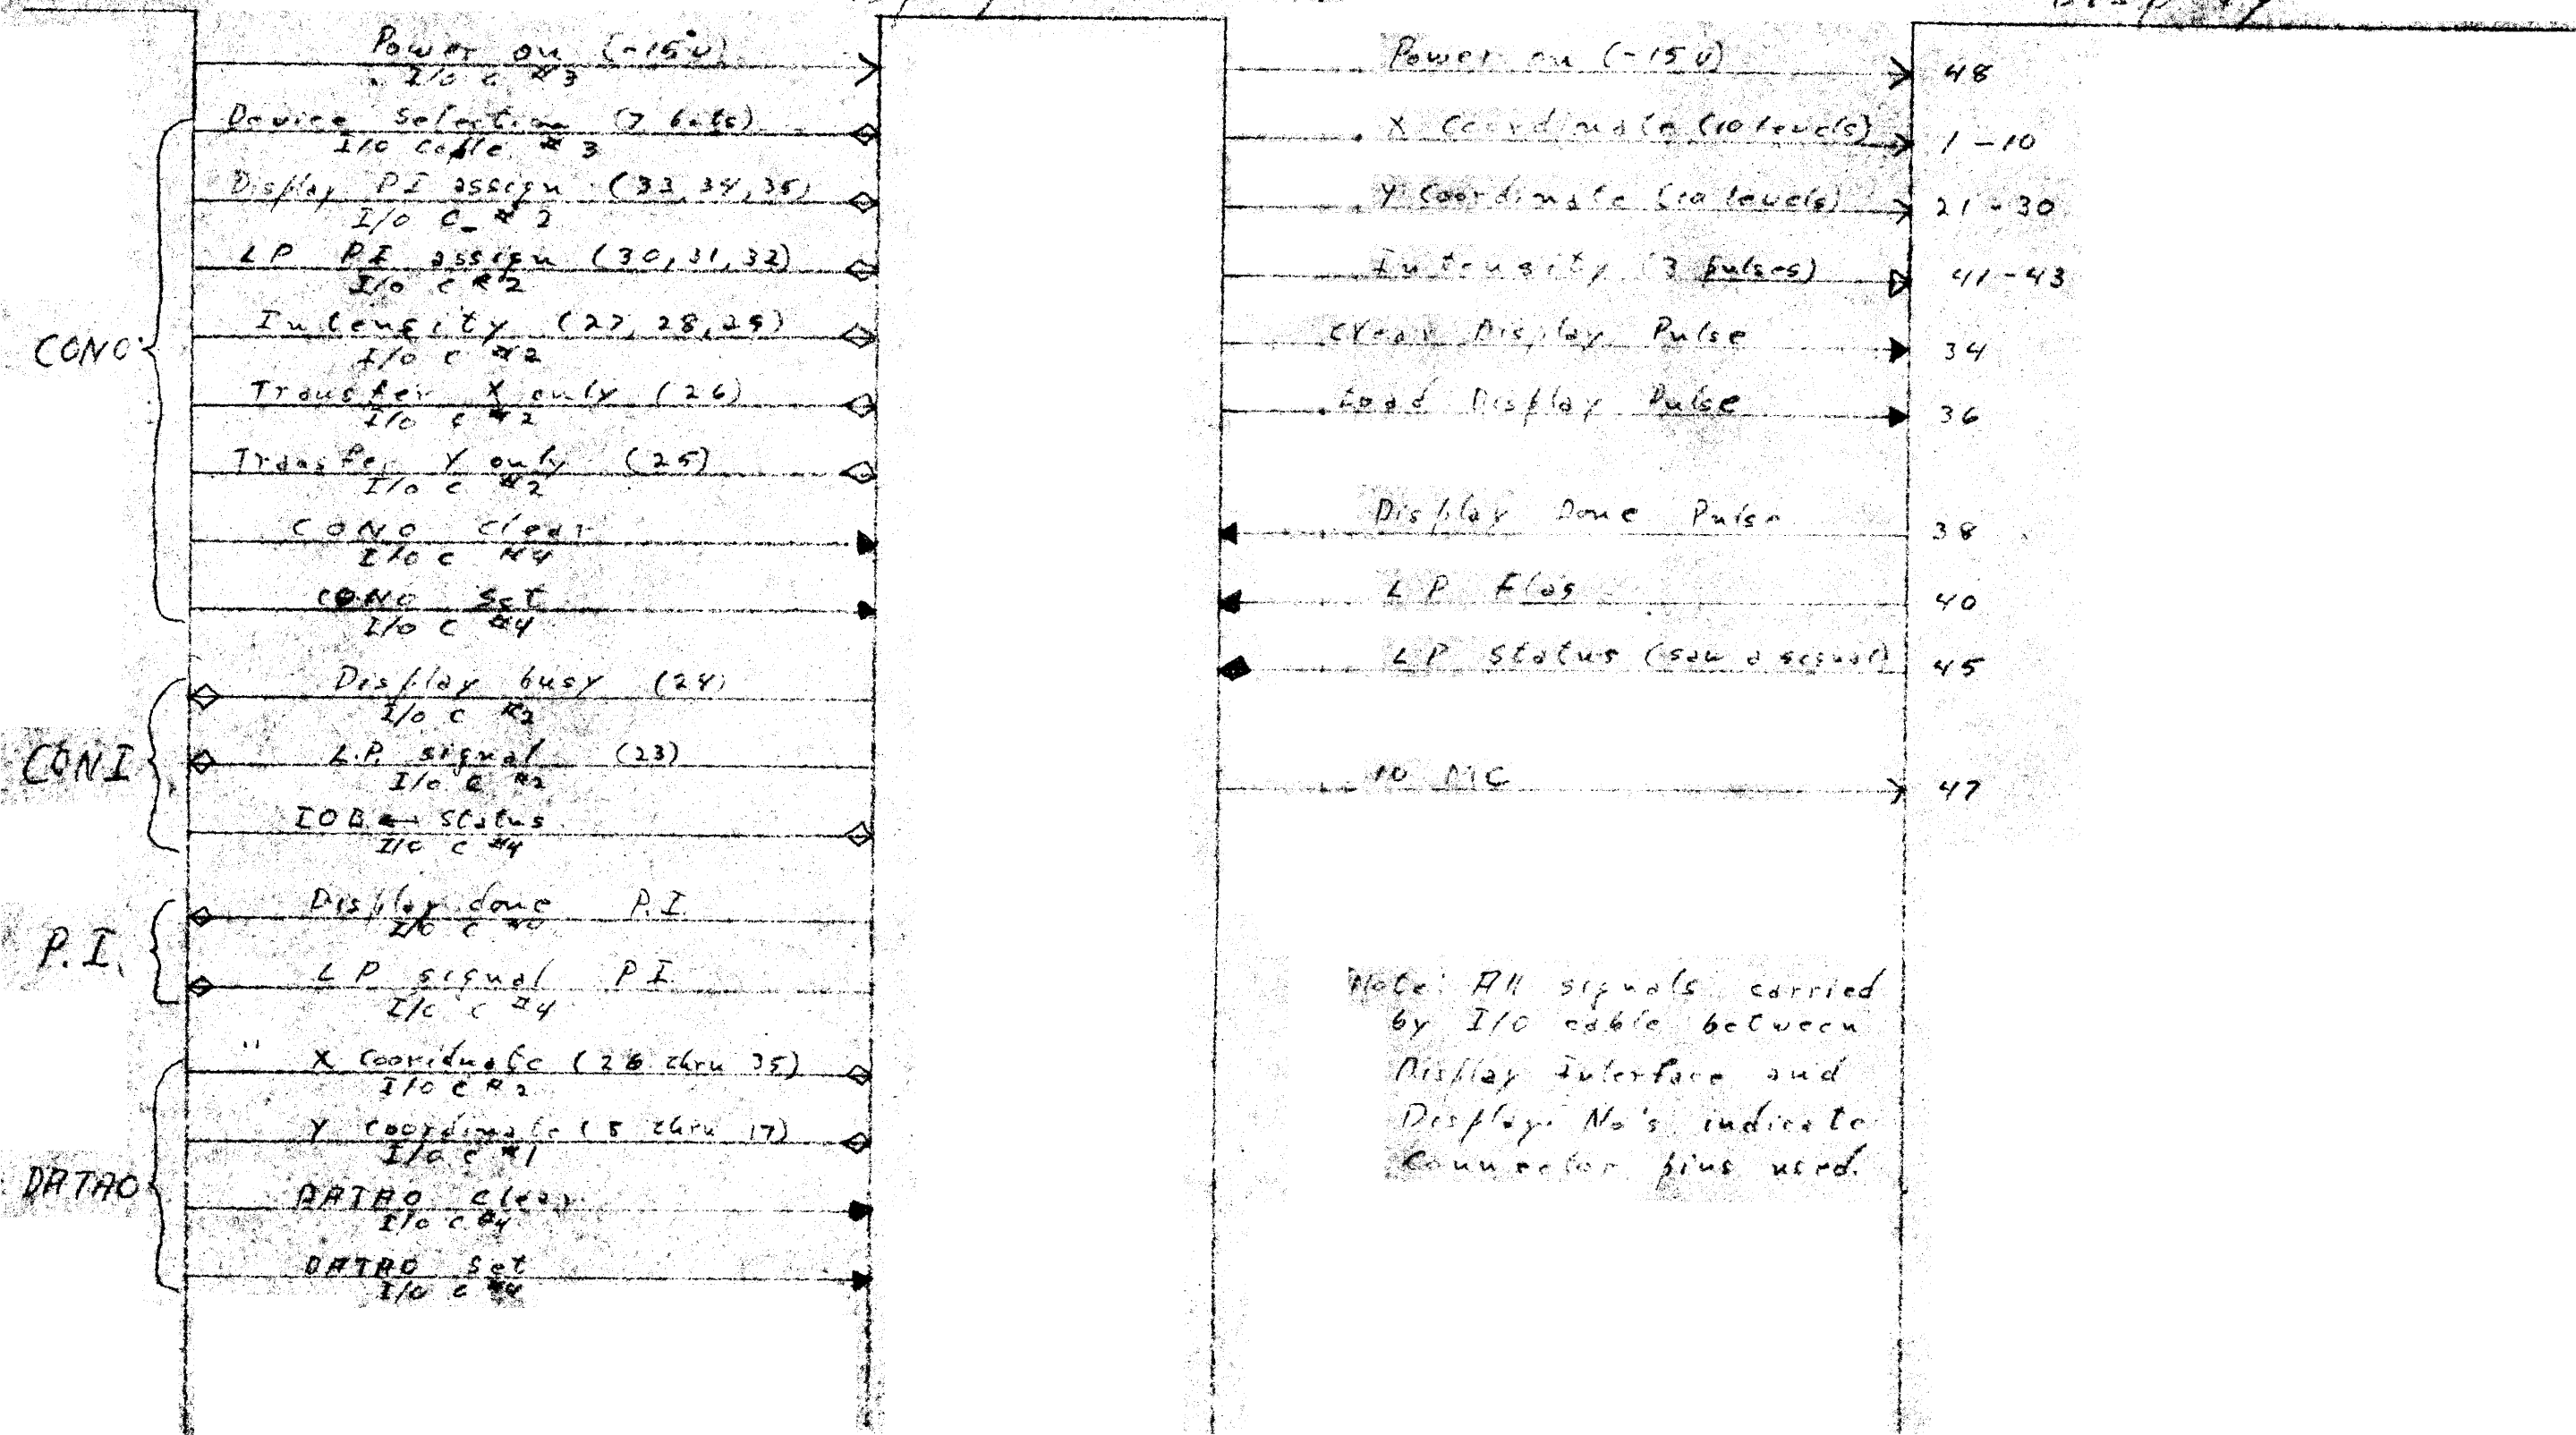 Display
Power on (-15v)
I/O C #3
Device Selection (7 bits)
I/O Cable #3
Display PI assign (33, 34, 35)
I/O C #2
LP PI assign (30, 31, 32)
I/O C #2
CONO
Intensity (27, 28, 29)
I/O C #2
Transfer X only (26)
I/O C #2
Transfer Y only (25)
I/O C #2
CONO Clear
I/O C #4
CONO Set
I/O C #4
Display busy (24)
I/O C #2
CONI
L.P. signal (23)
I/O C #2
IOB ← Status
I/O C #4
Display done P.I.
I/O C
P.I.
LP signal P I
I/O C #4
X Cooridnate (26 thru 35)
I/O C #2
Y Coordinate (8 thru 17)
I/O C #1
DATAO
DATAO Clear
I/O C #4
DATAO Set
I/O C #4
Power on (-15v) 48
X Coordinate (10 levels) 1-10
Y Coordinate (10 levels) 21-30
Intensity (3 pulses) 41-43
Clear Display Pulse 34
Load Display Pulse 36
Display Done Pulse 38
LP Flag 40
LP Status (saw a signal) 45
10 MC 47
Note: All signals carried
by I/O cable between
Display Interface and
Display. No's indicate
Connector pins used.